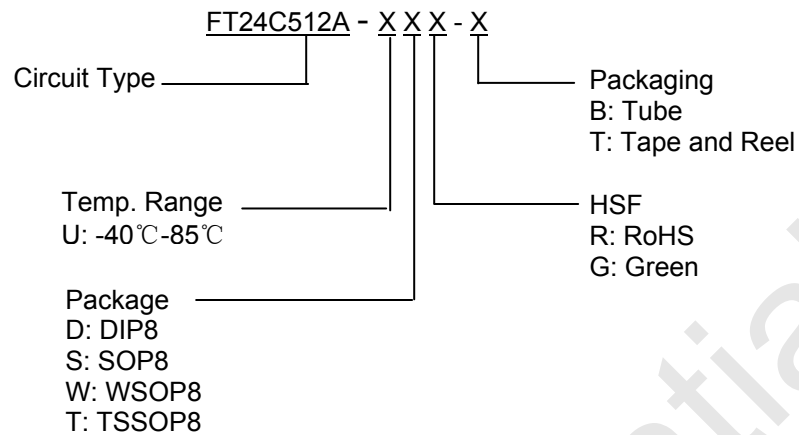 FT24C512A - X X X - X
Circuit Type
Packaging
B: Tube
T: Tape and Reel
Temp. Range
U: -40℃-85℃
HSF
R: RoHS
G: Green
Package
D: DIP8
S: SOP8
W: WSOP8
T: TSSOP8